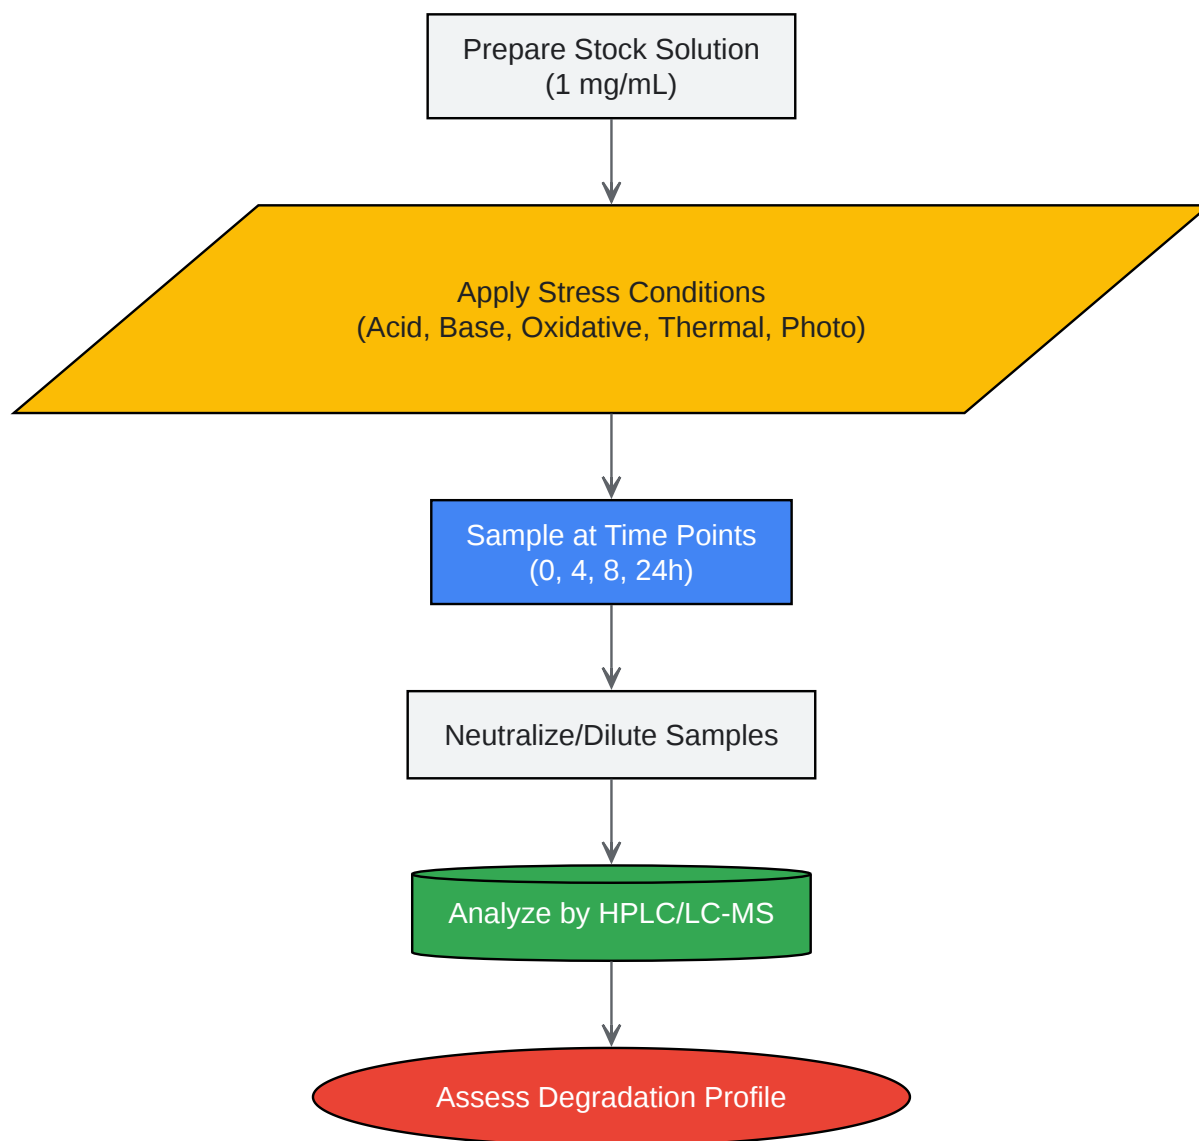 Prepare Stock Solution
(1 mg/mL)
Apply Stress Conditions
(Acid, Base, Oxidative, Thermal, Photo)
Sample at Time Points
(0, 4, 8, 24h)
Neutralize/Dilute Samples
Analyze by HPLC/LC-MS
Assess Degradation Profile